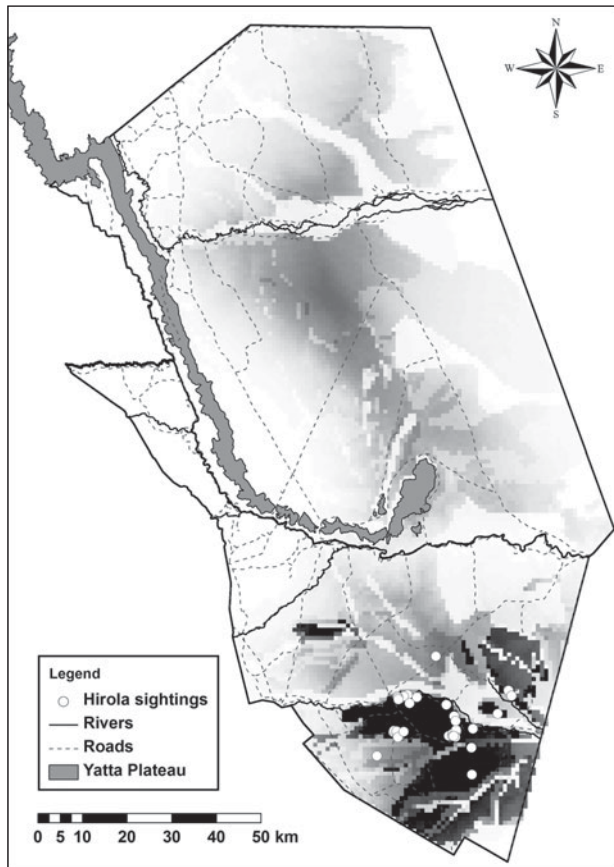 N
W E
S
Legend
Hirola sightings
Rivers
Roads
Yatta Plateau
0 5 10 20 30 40 50 km